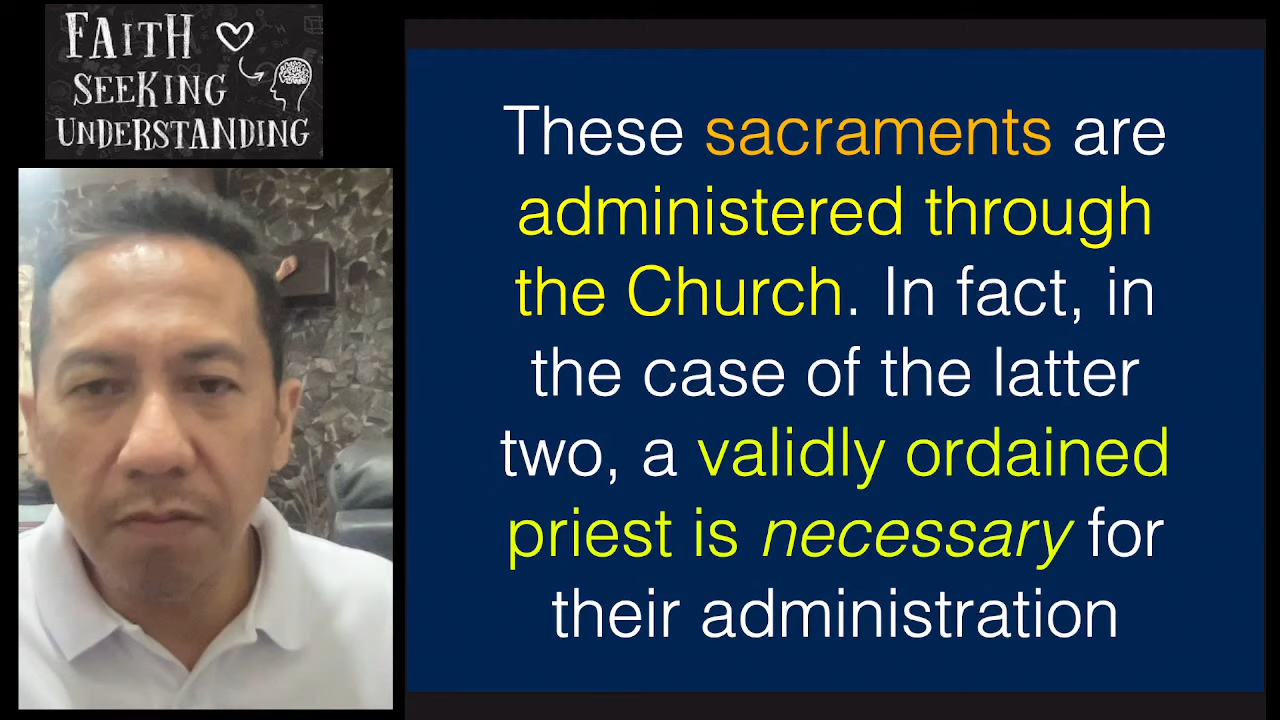 FAITH
SEEKING
UNDERSTANDING
These sacraments are
administered through
the Church. In fact, in
the case of the latter
two, a validly ordained
priest is necessary for
their administration